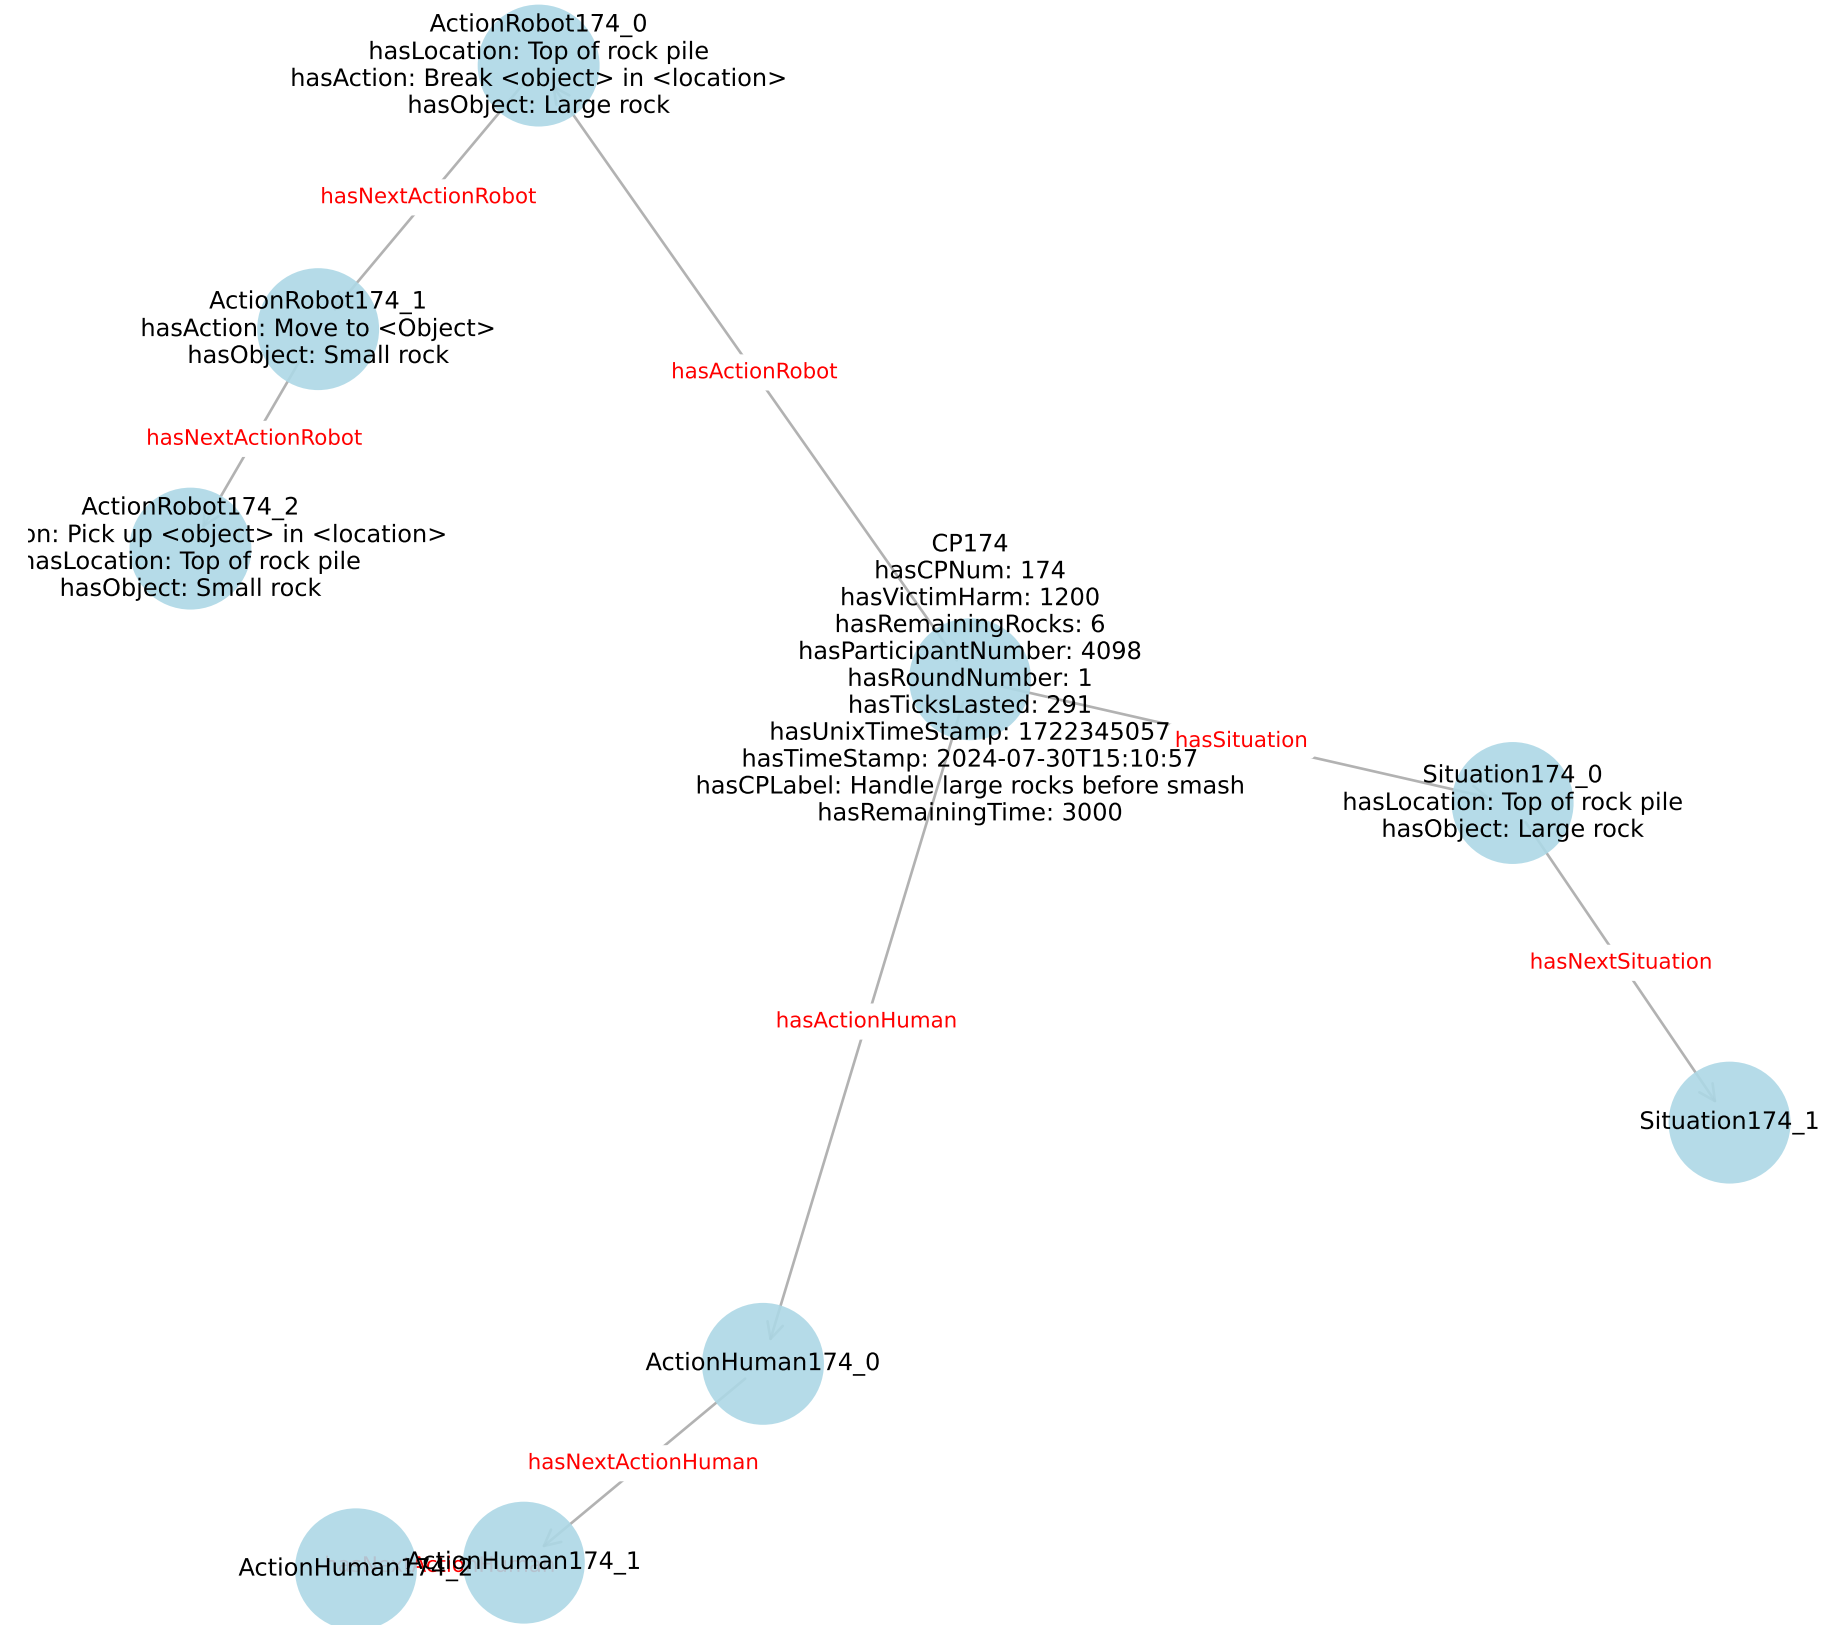 ActionRobot174_0
hasLocation: Top of rock pile
hasAction: Break <object> in <location>
hasObject: Large rock
hasNextActionRobot
ActionRobot174_1
hasAction: Move to <Object>
hasObject: Small rock
hasActionRobot
hasNextActionRobot
ActionRobot174_2
on: Pick up <object> in <location>
hasLocation: Top of rock pile
hasObject: Small rock
CP174
hasCPNum: 174
hasVictimHarm: 1200
hasRemainingRocks: 6
hasParticipantNumber: 4098
hasRoundNumber: 1
hasTicksLasted: 291
hasUnixTimeStamp: 1722345057
hasTimeStamp: 2024-07-30T15:10:57
hasCPLabel: Handle large rocks before smash
hasRemainingTime: 3000
hasSituation
Situation174_0
hasLocation: Top of rock pile
hasObject: Large rock
hasNextSituation
hasActionHuman
Situation174_1
ActionHuman174_0
hasNextActionHuman
ActionHuman174_1
ActionHuman174_2